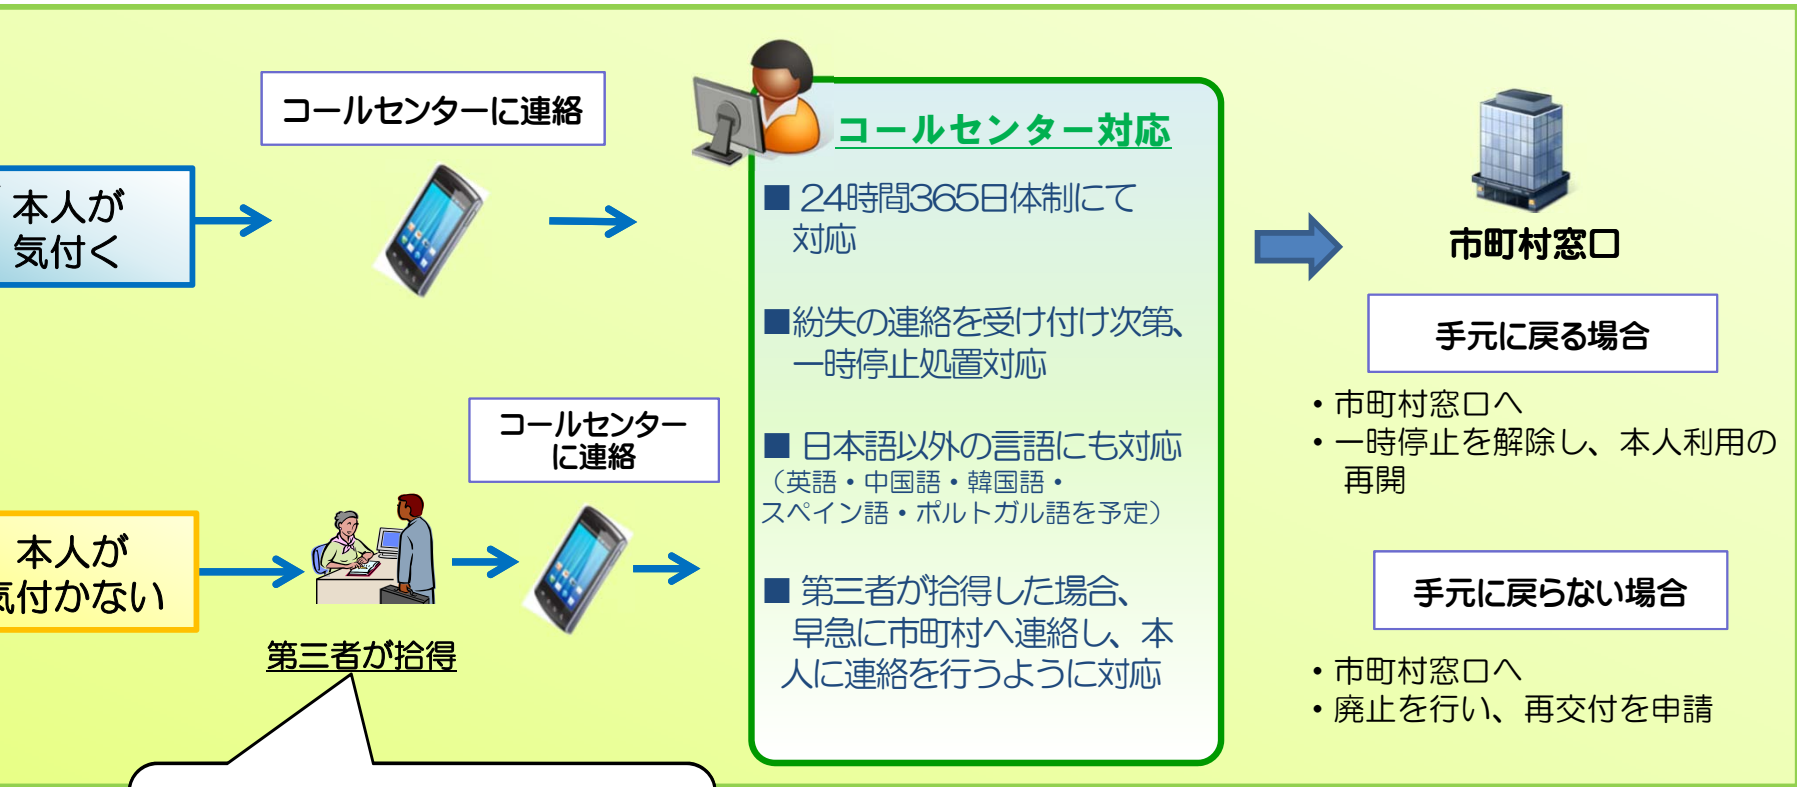 コールセンターに連絡
本人が
気付く
コールセンター
に連絡
本人が
気付かない
第三者が拾得
コールセンター対応
■ 24時間365日体制にて
対応
■紛失の連絡を受け付け次第、
一時停止処置対応
■ 日本語以外の言語にも対応
（英語・中国語・韓国語・
スペイン語・ポルトガル語を予定）
■ 第三者が拾得した場合、
早急に市町村へ連絡し、本
人に連絡を行うように対応
市町村窓口
手元に戻る場合
・市町村窓口へ
・一時停止を解除し、本人利用の
再開
手元に戻らない場合
・市町村窓口へ
・廃止を行い、再交付を申請